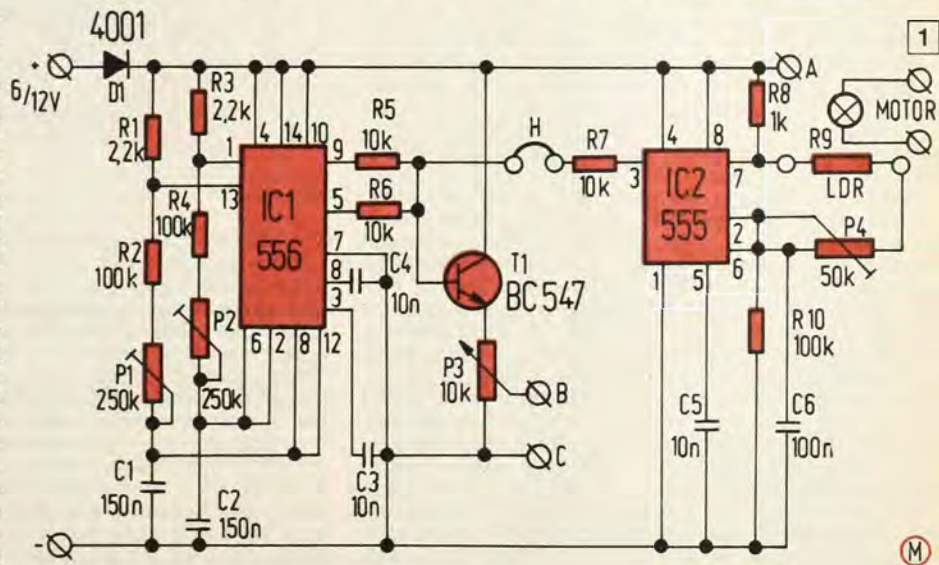 4001
1
+
6/12V
D1
A
R1
2,2k
R3
2,2k
4
14
10
R5
10k
H
R7
10k
4
8
R8
1k
R9
LDR
MOTOR
1
9
13
IC1
556
R4
100k
R6
10k
5
7
8
3
C4
10n
3
IC2
555
7
2
6
P4
50k
R2
100k
T1
BC547
1
5
P2
250k
6
2
8
12
P1
250k
P3
10k
B
R10
100k
C5
10n
C6
100n
C
C3
10n
C1
150n
C2
150n
-
M